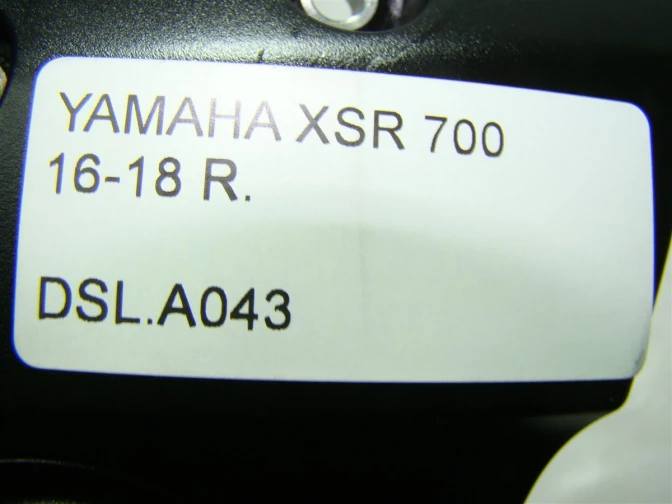 YAMAHA XSR 700
16-18 R.
DSL.A043